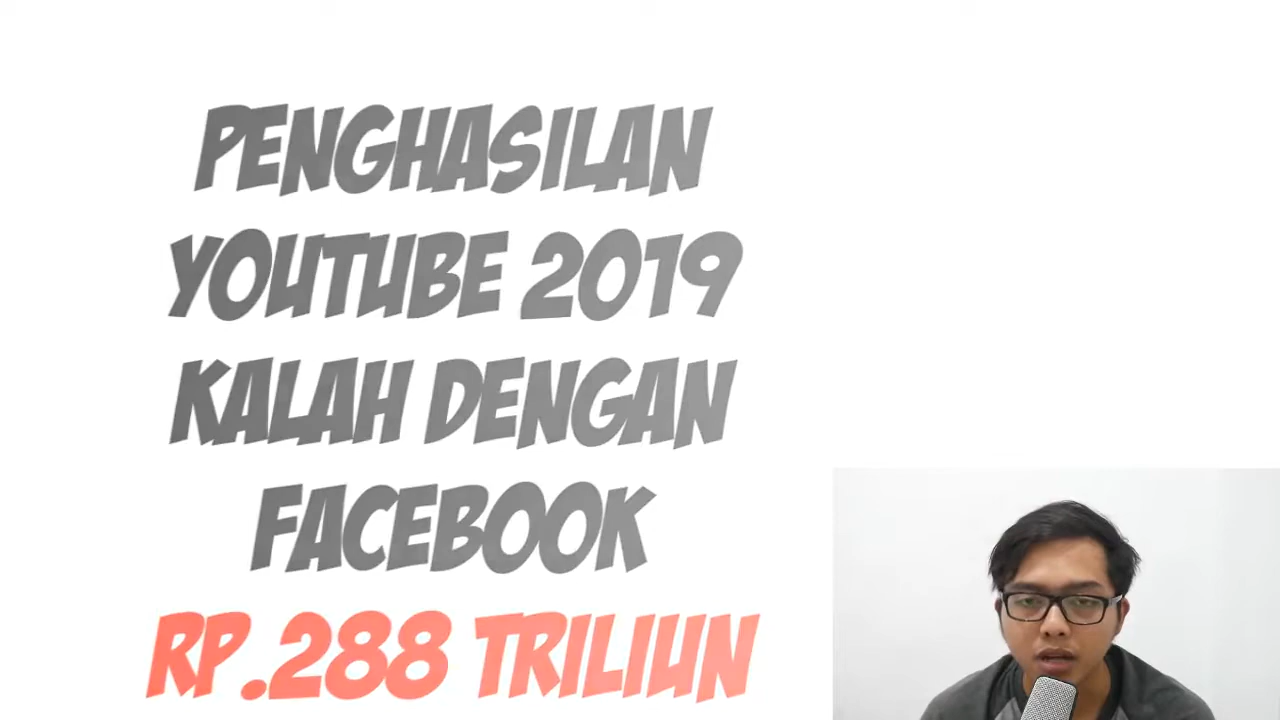 PENGHASILAN
YOUTUBE 2019
KALAH DENGAN
FACEBOOK
RP.288 TRILIUN